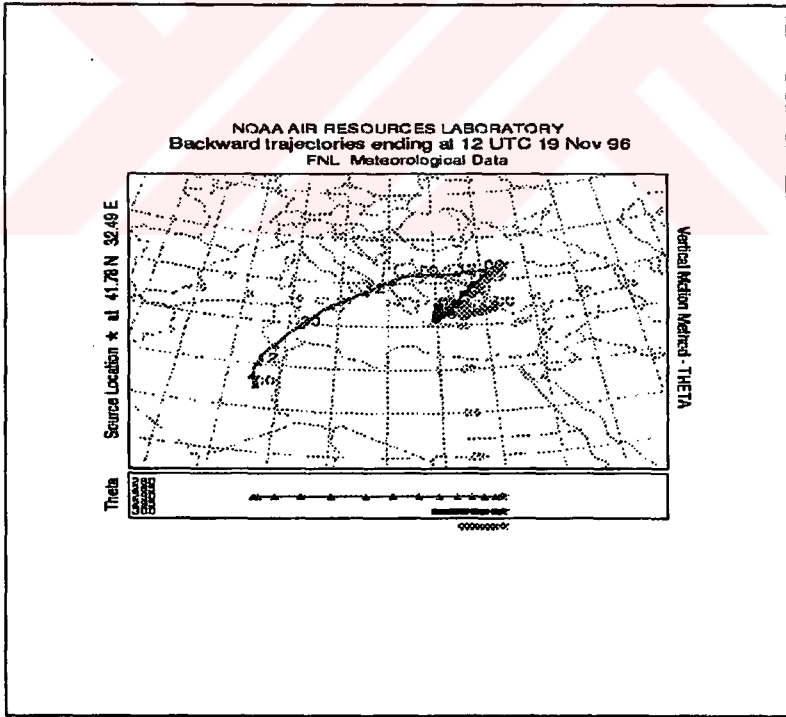 NOAA AIR RESOURCES LABORATORY
Backward trajectories ending at 12 UTC 19 Nov 96
FNL Meteorological Data
Source Location ★ at 41.78 N 32.49 E
Vertical Motion Method - THETA
Theta